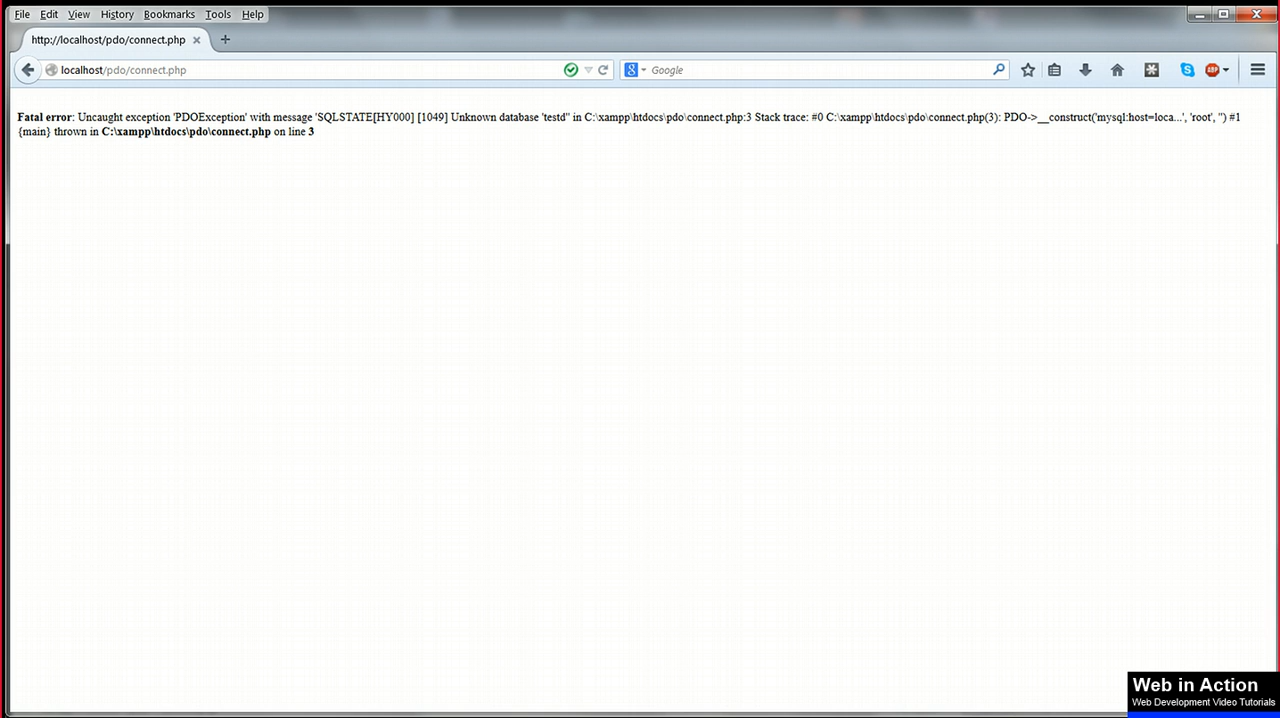 File Edit View History Bookmarks Tools Help
http://localhost/pdo/connect.php
localhost/pdo/connect.php
Google
Fatal error: Uncaught exception 'PDOException' with message 'SQLSTATE[HY000] [1049] Unknown database 'testd'' in C:\xampp\htdocs\pdo\connect.php:3 Stack trace: #0 C:\xampp\htdocs\pdo\connect.php(3): PDO->__construct('mysql:host=loca...', 'root', '') #1
{main} thrown in C:\xampp\htdocs\pdo\connect.php on line 3
Web in Action
Web Development Video Tutorials